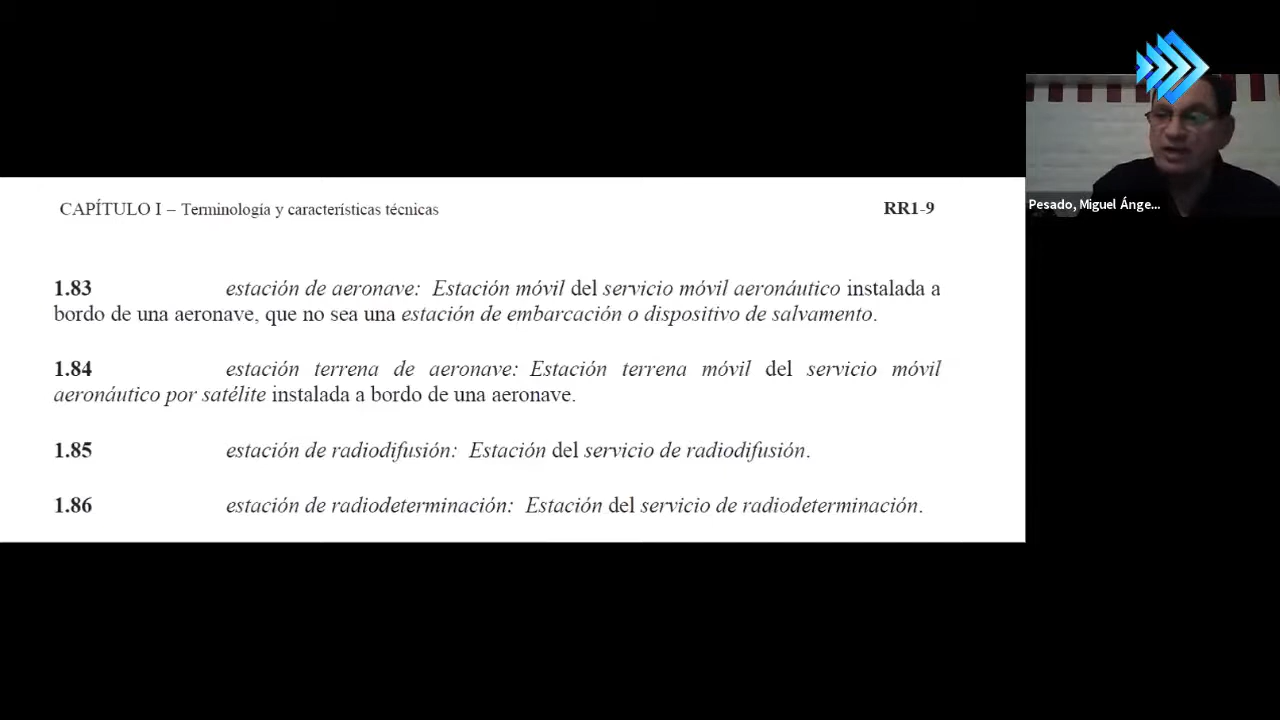 CAPÍTULO I – Terminología y características técnicas RR1-9
Pesado, Miguel Ánge...
1.83 estación de aeronave: Estación móvil del servicio móvil aeronáutico instalada a
bordo de una aeronave, que no sea una estación de embarcación o dispositivo de salvamento.
1.84 estación terrena de aeronave: Estación terrena móvil del servicio móvil
aeronáutico por satélite instalada a bordo de una aeronave.
1.85 estación de radiodifusión: Estación del servicio de radiodifusión.
1.86 estación de radiodeterminación: Estación del servicio de radiodeterminación.